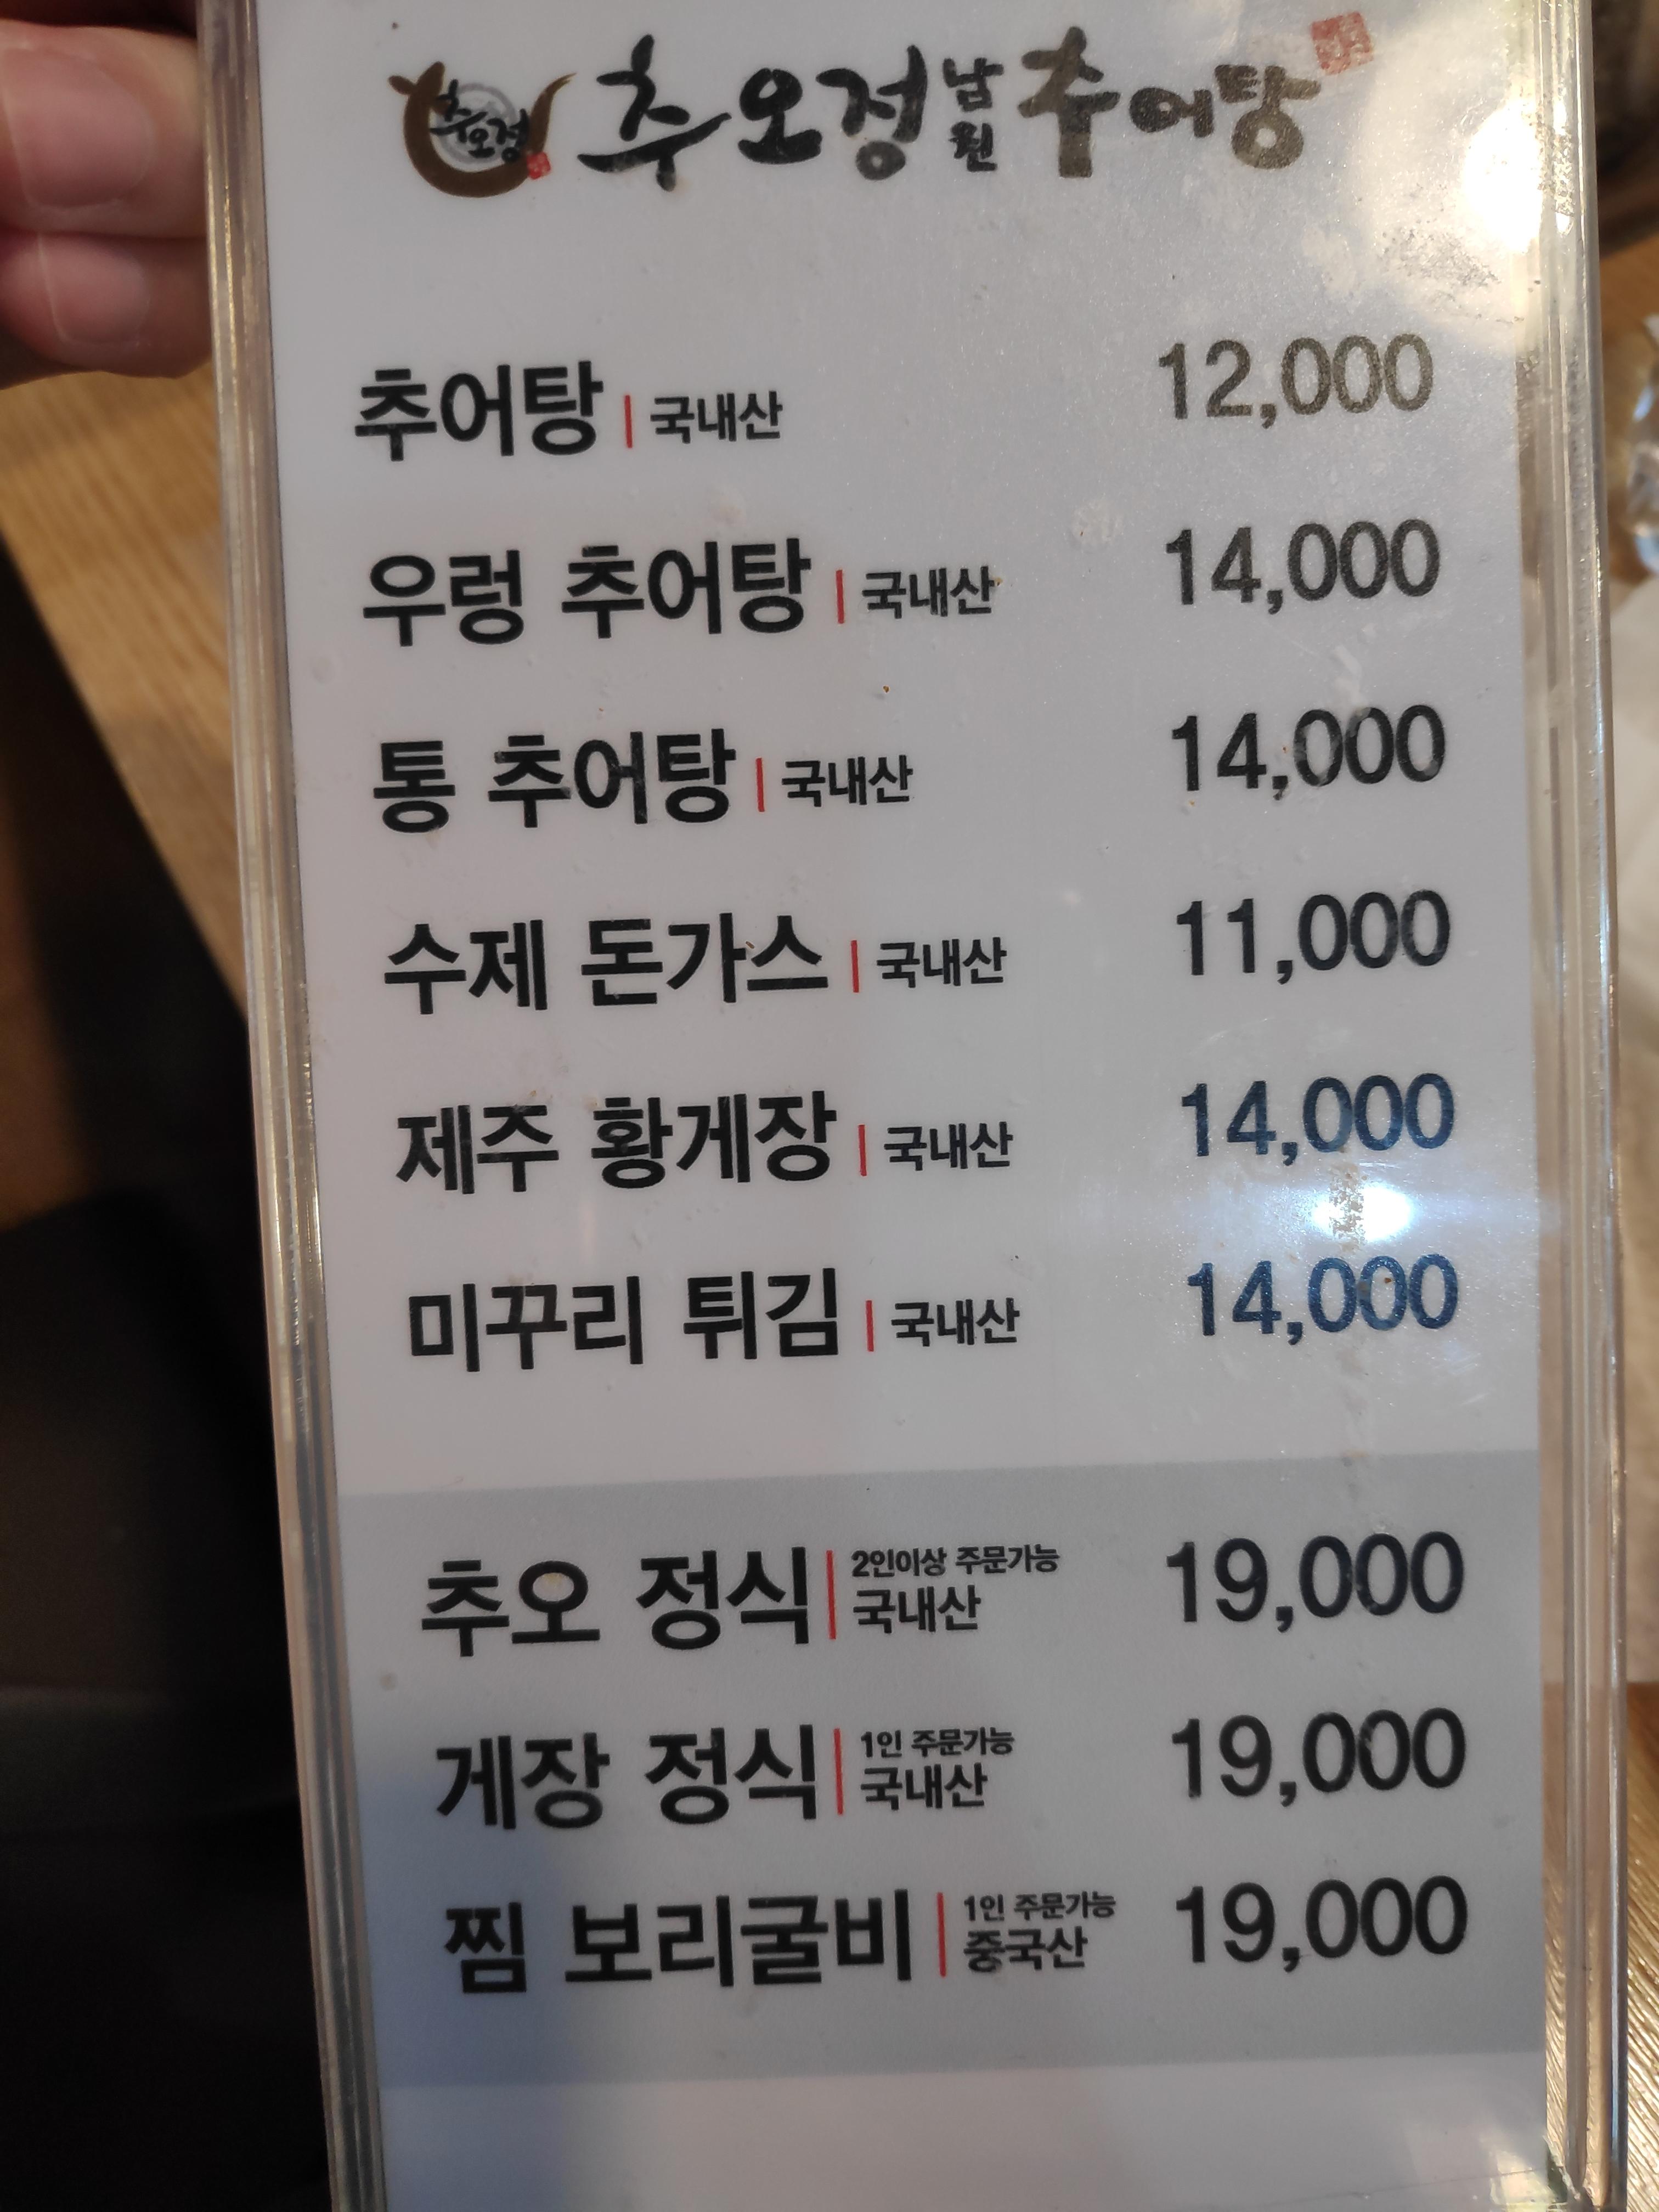 추오정
추오정 남원 추어탕
추어탕 | 국내산 12,000
우렁 추어탕 | 국내산 14,000
통 추어탕 | 국내산 14,000
수제 돈가스 | 국내산 11,000
제주 황게장 | 국내산 14,000
미꾸리 튀김 | 국내산 14,000
추오 정식 | 2인이상 주문가능 국내산 19,000
게장 정식 | 1인 주문가능 국내산 19,000
찜 보리굴비 | 1인 주문가능 중국산 19,000